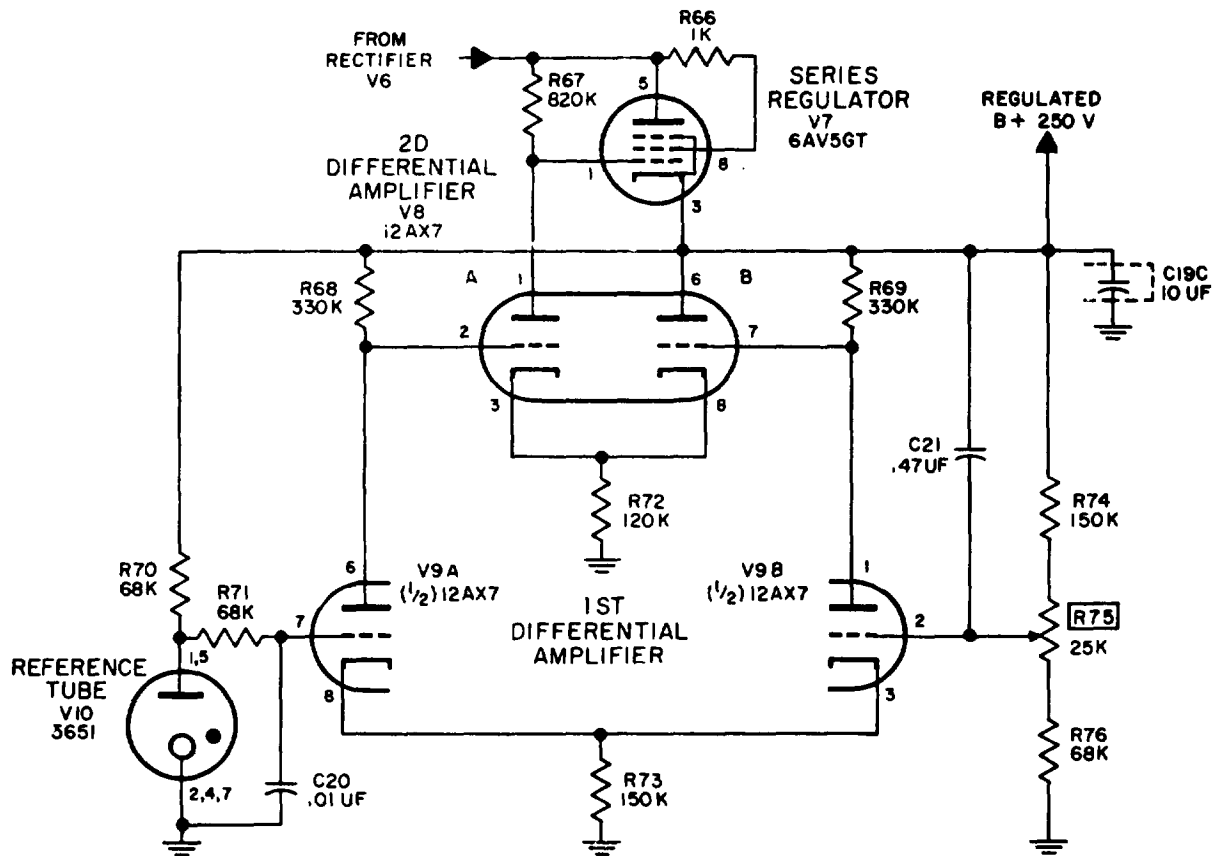 R66
1K
FROM
RECTIFIER
V6
R67
820K
5
SERIES
REGULATOR
V7
6AV5GT
REGULATED
B+ 250 V
2D
DIFFERENTIAL
AMPLIFIER
V8
12AX7
1
8
3
R68
330K
A
1
6
B
R69
330K
C19C
10 UF
2
7
3
8
C21
.47UF
R72
120K
R74
150K
R70
68K
R71
68K
6
V9A
(1/2) 12AX7
V9B
(1/2) 12AX7
1
7
1ST
DIFFERENTIAL
AMPLIFIER
2
R75
25K
1,5
REFERENCE
TUBE
V10
3651
8
3
R76
68K
2,4,7
C20
.01 UF
R73
150K